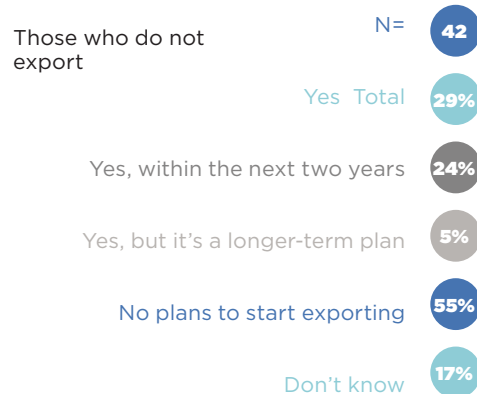 Those who do not
export
N= 42
Yes Total 29%
Yes, within the next two years 24%
Yes, but it's a longer-term plan 5%
No plans to start exporting 55%
Don't know 17%